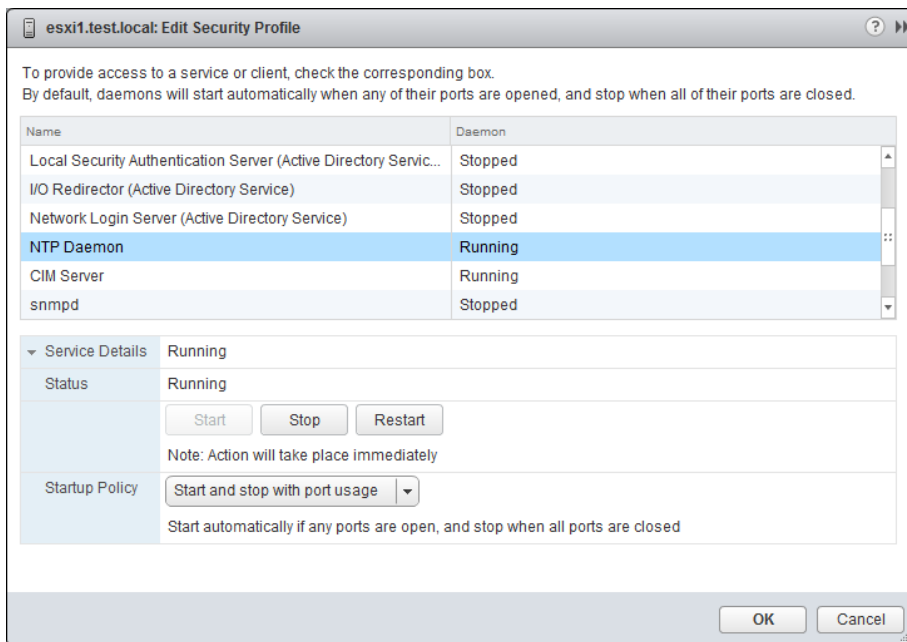 esxi1.test.local: Edit Security Profile
?
To provide access to a service or client, check the corresponding box.
By default, daemons will start automatically when any of their ports are opened, and stop when all of their ports are closed.
Name Daemon
Local Security Authentication Server (Active Directory Servic... Stopped
I/O Redirector (Active Directory Service) Stopped
Network Login Server (Active Directory Service) Stopped
NTP Daemon Running
CIM Server Running
snmpd Stopped
Service Details Running
Status Running
Start Stop Restart
Note: Action will take place immediately
Startup Policy Start and stop with port usage
Start automatically if any ports are open, and stop when all ports are closed
OK Cancel